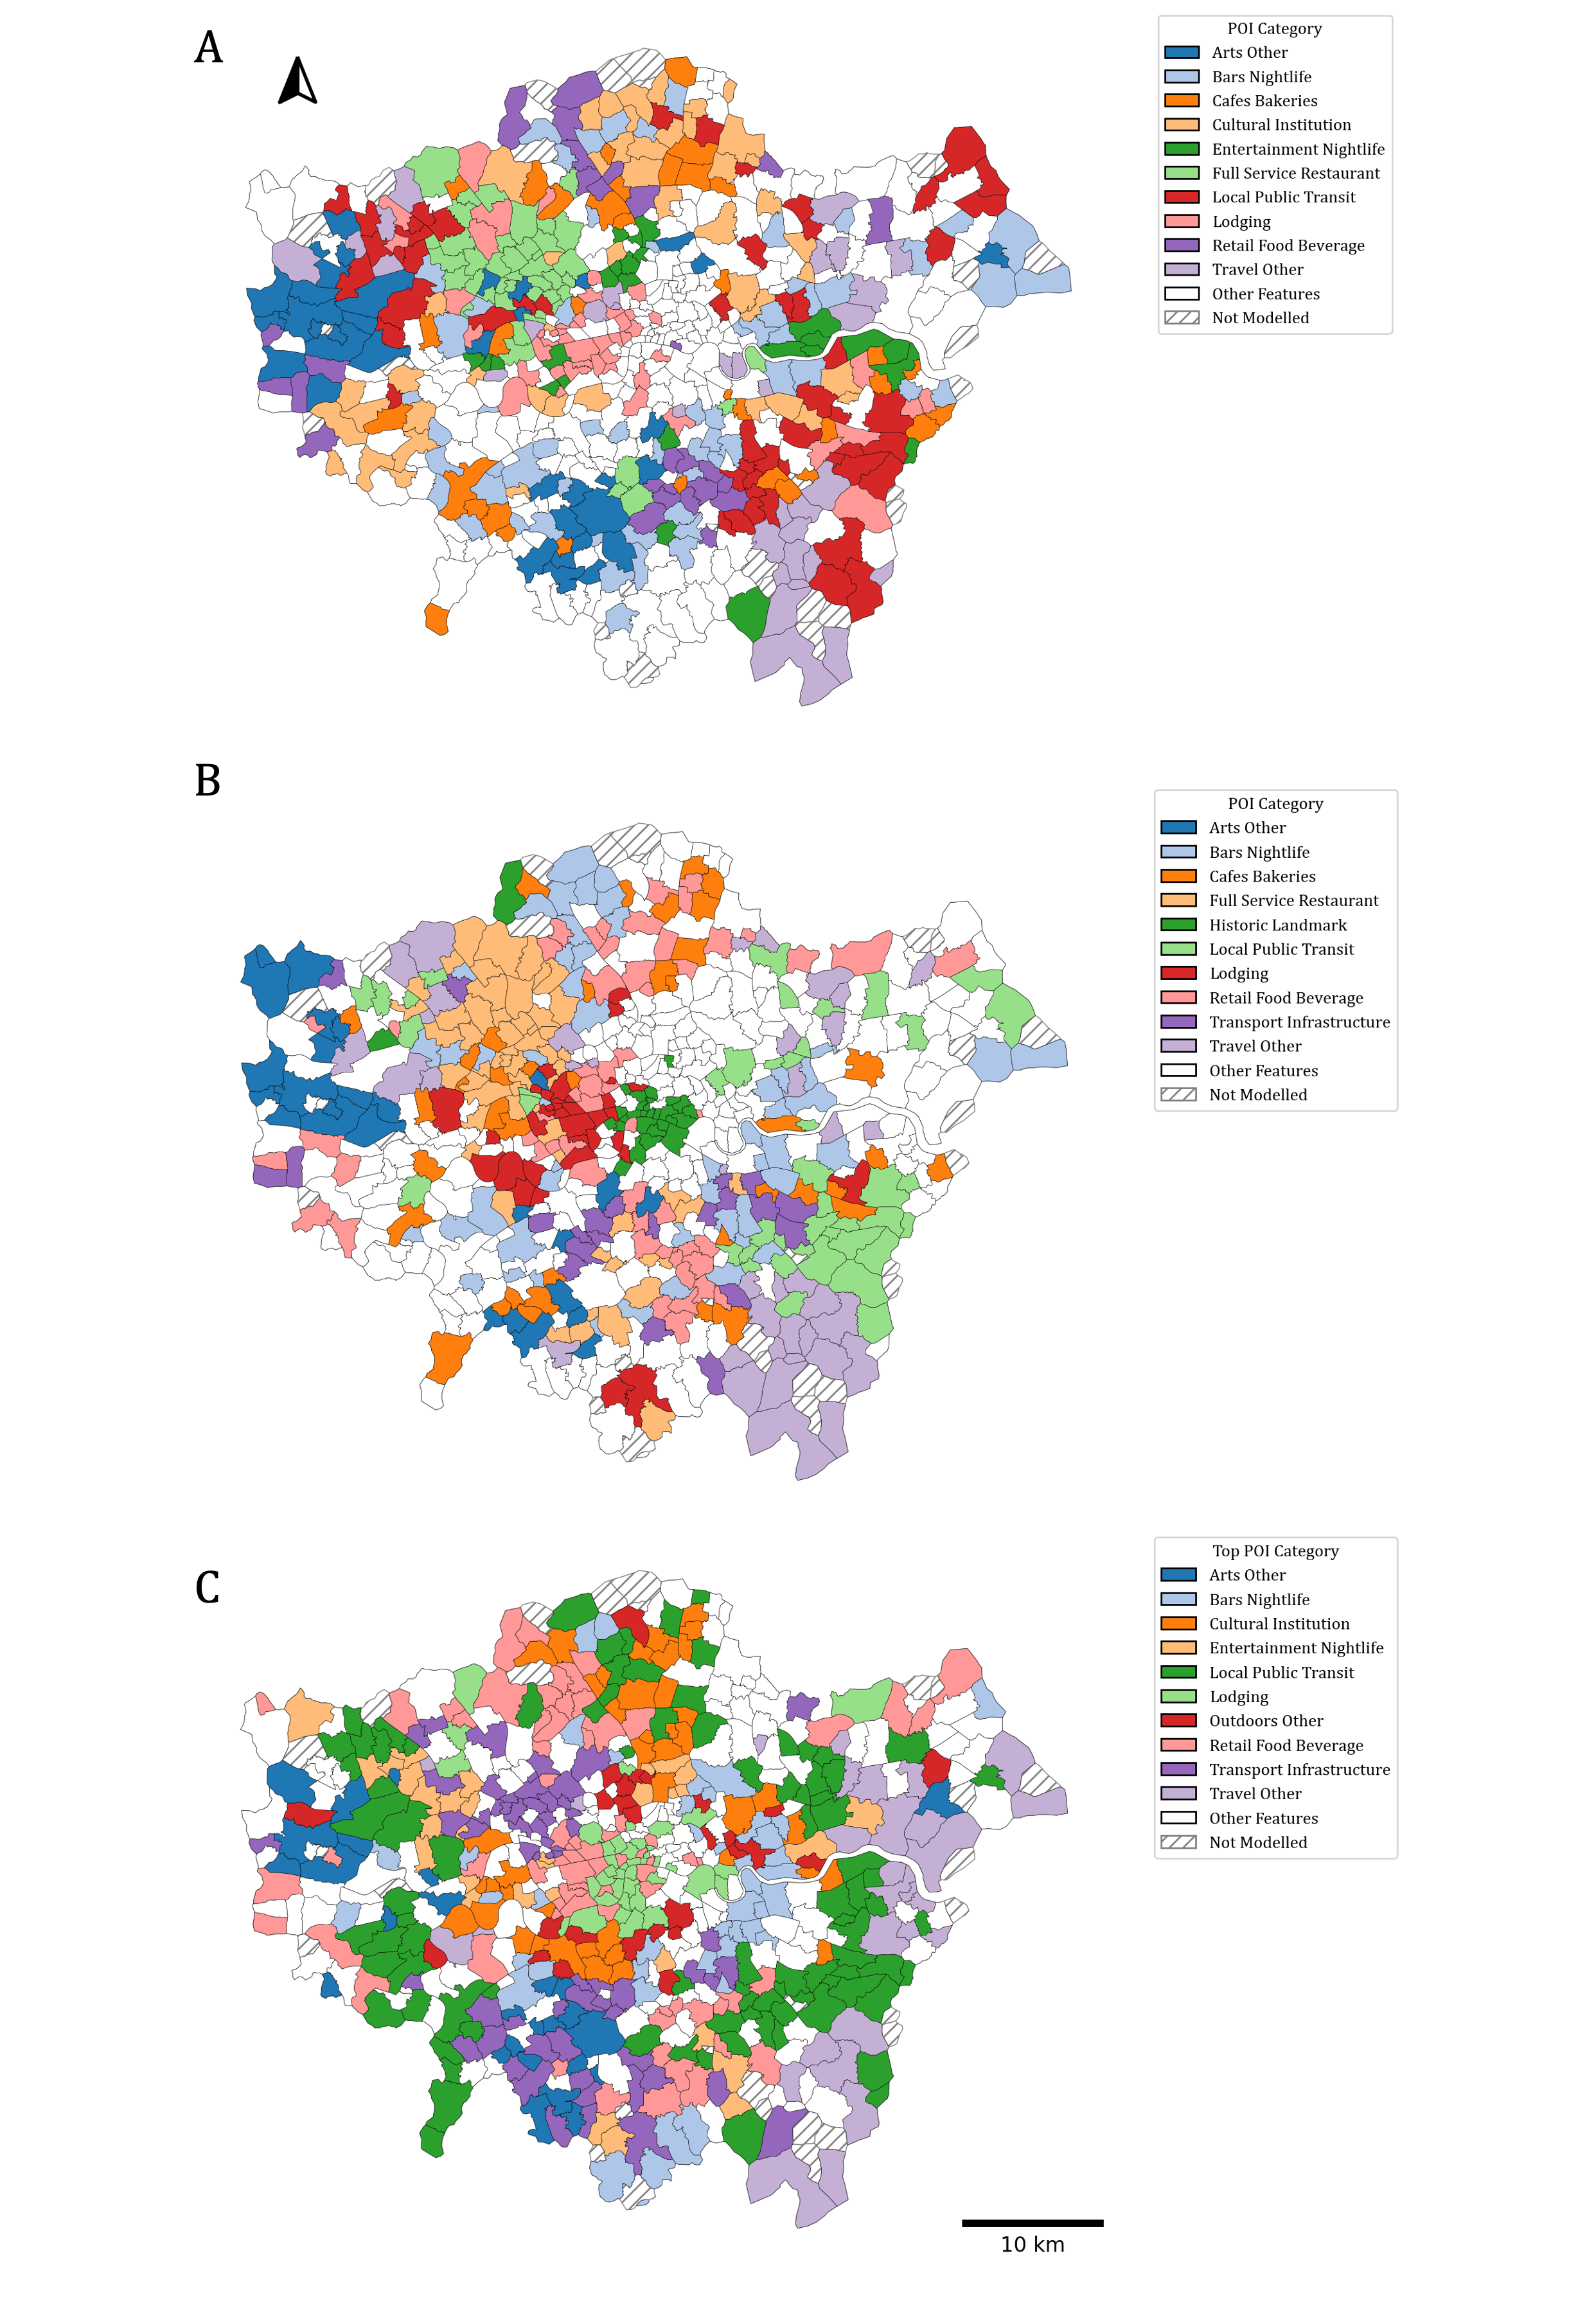 A
POI Category
Arts Other
Bars Nightlife
Cafes Bakeries
Cultural Institution
Entertainment Nightlife
Full Service Restaurant
Local Public Transit
Lodging
Retail Food Beverage
Travel Other
Other Features
Not Modelled
B
POI Category
Arts Other
Bars Nightlife
Cafes Bakeries
Full Service Restaurant
Historic Landmark
Local Public Transit
Lodging
Retail Food Beverage
Transport Infrastructure
Travel Other
Other Features
Not Modelled
C
Top POI Category
Arts Other
Bars Nightlife
Cultural Institution
Entertainment Nightlife
Local Public Transit
Lodging
Outdoors Other
Retail Food Beverage
Transport Infrastructure
Travel Other
Other Features
Not Modelled
10 km